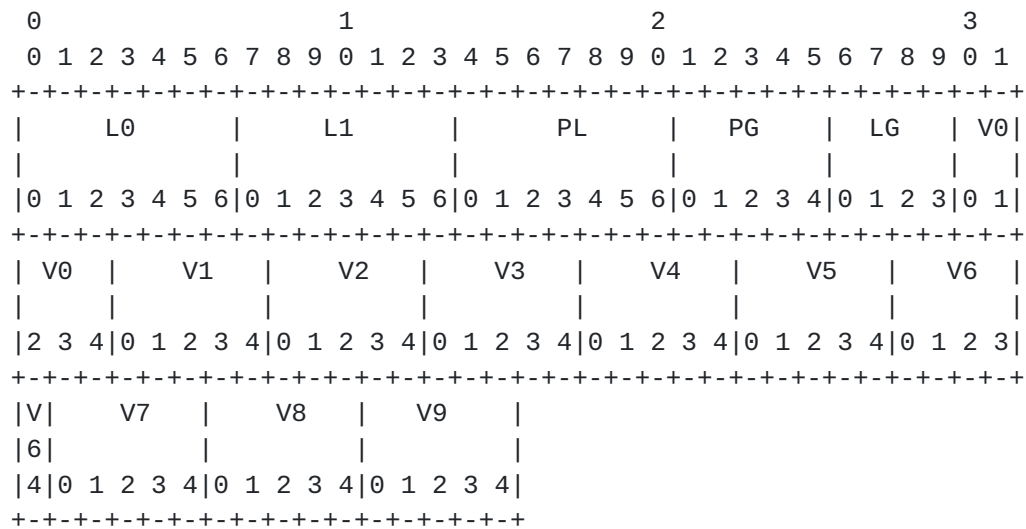 0                   1                   2                   3
 0 1 2 3 4 5 6 7 8 9 0 1 2 3 4 5 6 7 8 9 0 1 2 3 4 5 6 7 8 9 0 1
+-+-+-+-+-+-+-+-+-+-+-+-+-+-+-+-+-+-+-+-+-+-+-+-+-+-+-+-+-+-+-+-+
|     L0      |     L1      |      PL     |   PG    |  LG   | V0|
|             |             |             |         |       |   |
|0 1 2 3 4 5 6|0 1 2 3 4 5 6|0 1 2 3 4 5 6|0 1 2 3 4|0 1 2 3|0 1|
+-+-+-+-+-+-+-+-+-+-+-+-+-+-+-+-+-+-+-+-+-+-+-+-+-+-+-+-+-+-+-+-+
| V0  |    V1   |    V2   |    V3   |    V4   |    V5   |   V6  |
|     |         |         |         |         |         |       |
|2 3 4|0 1 2 3 4|0 1 2 3 4|0 1 2 3 4|0 1 2 3 4|0 1 2 3 4|0 1 2 3|
+-+-+-+-+-+-+-+-+-+-+-+-+-+-+-+-+-+-+-+-+-+-+-+-+-+-+-+-+-+-+-+-+
|V|    V7   |    V8   |   V9    |
|6|         |         |         |
|4|0 1 2 3 4|0 1 2 3 4|0 1 2 3 4|
+-+-+-+-+-+-+-+-+-+-+-+-+-+-+-+-+